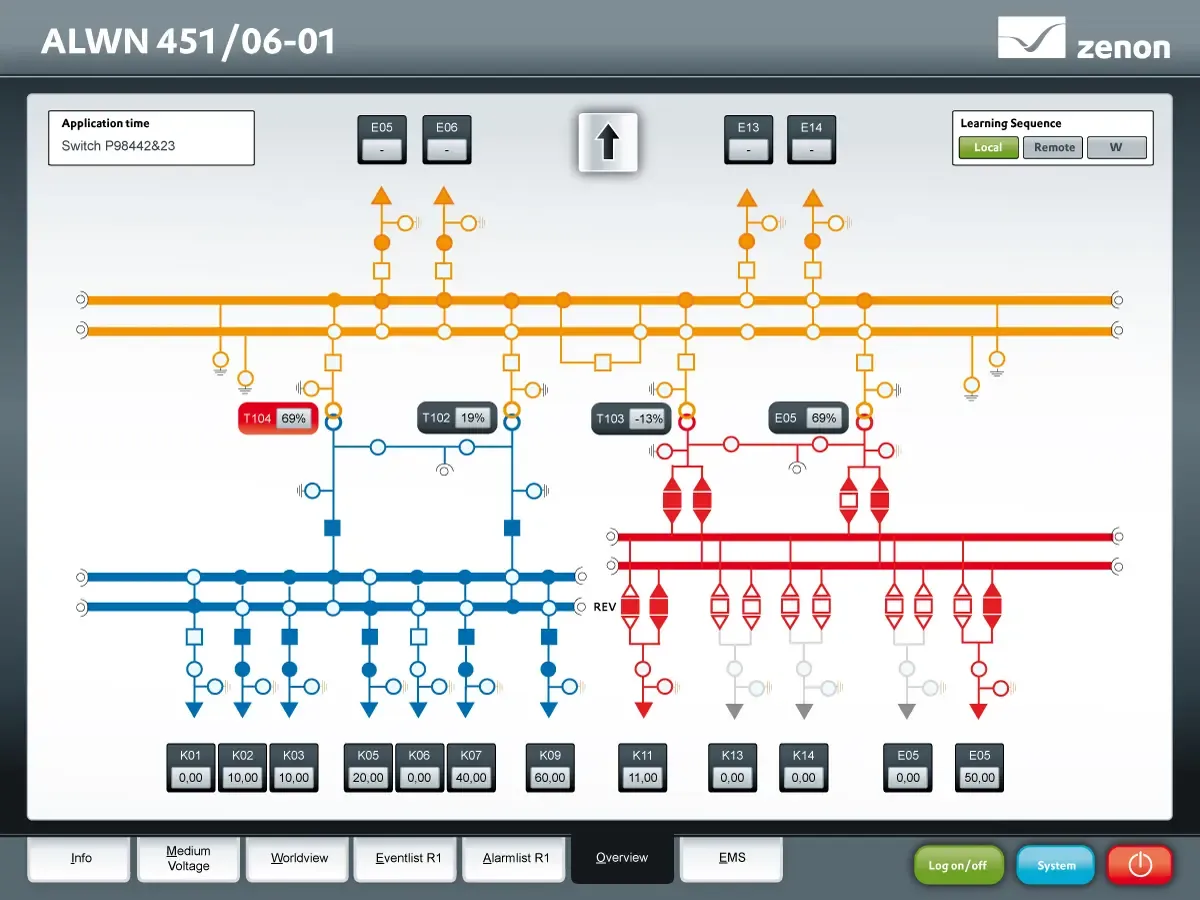 ALWN 451/06-01
zenon
Application time
Switch P98442&23
E05
-
E06
-
E13
-
E14
-
Learning Sequence
Local Remote W
T104 69%
T102 19%
T103 -13%
E05 69%
REV
K01
0,00
K02
10,00
K03
10,00
K05
20,00
K06
0,00
K07
40,00
K09
60,00
K11
11,00
K13
0,00
K14
0,00
E05
0,00
E05
50,00
Info
Medium
Voltage
Worldview
Eventlist R1
Alarmlist R1
Overview
EMS
Log on/off
System